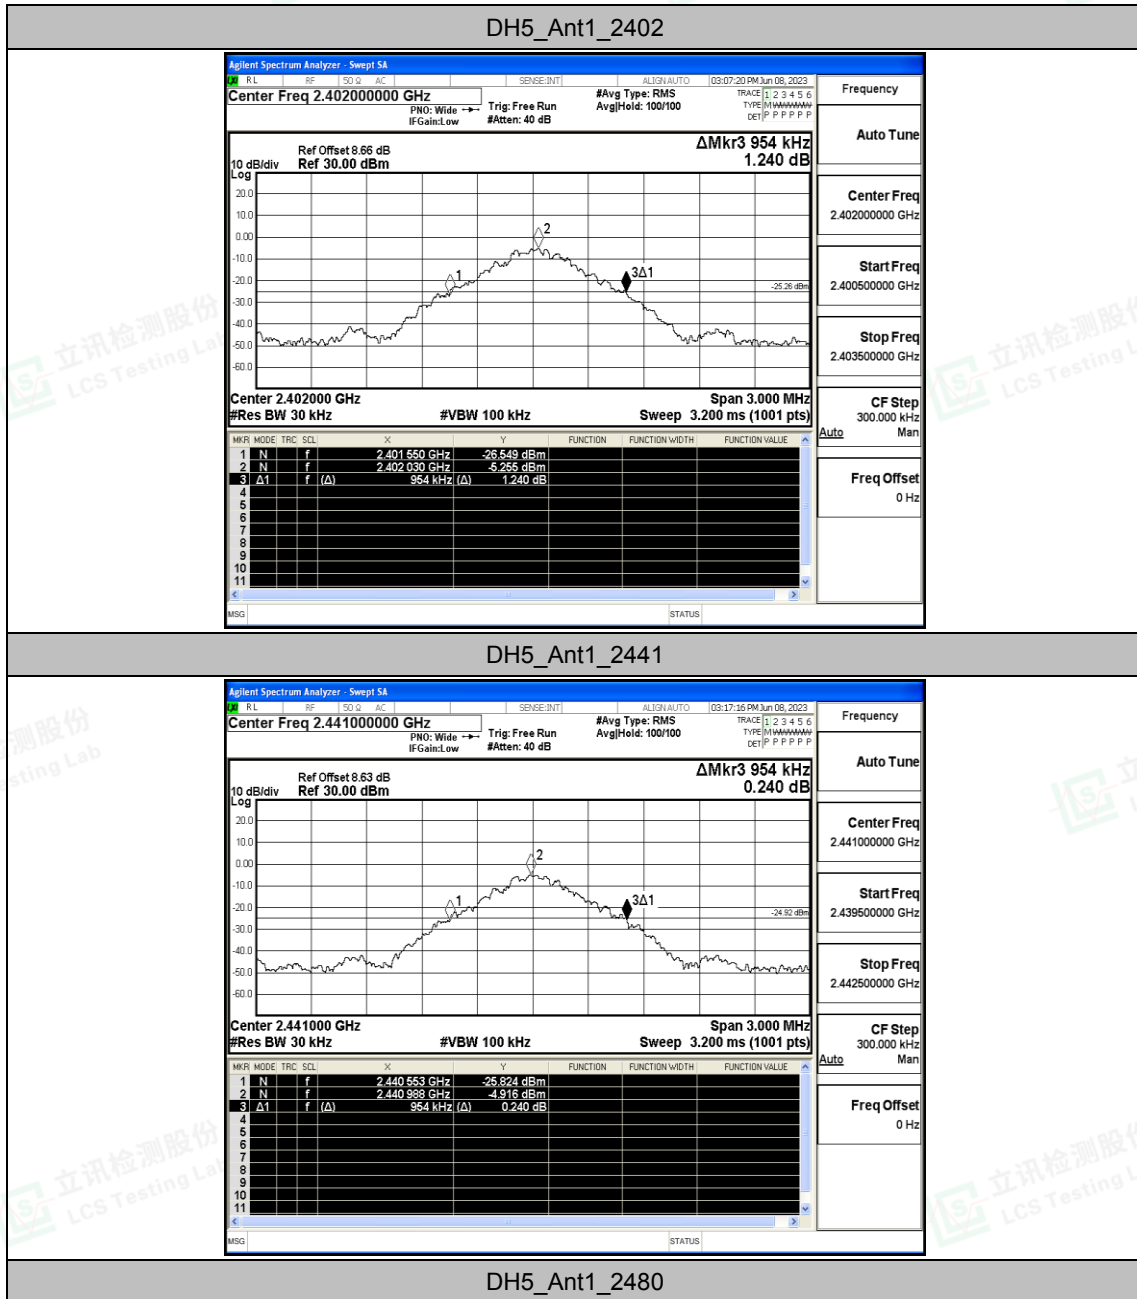 DH5_Ant1_2402
Agilent Spectrum Analyzer - Swept SA
RL RF 50 Ω AC SENSE:INT ALIGN AUTO 03:07:20 PM Jun 08, 2023
Center Freq 2.402000000 GHz
PNO: Wide
IFGain:Low
Trig: Free Run
#Atten: 40 dB
#Avg Type: RMS
Avg|Hold: 100/100
TRACE 1 2 3 4 5 6
TYPE M
DET P P P P P P
Ref Offset 8.66 dB
10 dB/div Ref 30.00 dBm
Log
ΔMkr3 954 kHz
1.240 dB
20.0
10.0
0.00
-10.0
-20.0
-30.0
-40.0
-50.0
-60.0
1
2
3Δ1
-25.26 dBm
Center 2.402000 GHz Span 3.000 MHz
#Res BW 30 kHz #VBW 100 kHz Sweep 3.200 ms (1001 pts)
MKR MODE TRC SCL X Y FUNCTION FUNCTION WIDTH FUNCTION VALUE
1 N f 2.401 550 GHz -26.549 dBm
2 N f 2.402 030 GHz -5.255 dBm
3 Δ1 f (Δ) 954 kHz (Δ) 1.240 dB
4
5
6
7
8
9
10
11
MSG STATUS
Frequency
Auto Tune
Center Freq
2.402000000 GHz
Start Freq
2.400500000 GHz
Stop Freq
2.403500000 GHz
CF Step
300.000 kHz
Auto Man
Freq Offset
0 Hz
DH5_Ant1_2441
Agilent Spectrum Analyzer - Swept SA
RL RF 50 Ω AC SENSE:INT ALIGN AUTO 03:17:16 PM Jun 08, 2023
Center Freq 2.441000000 GHz
PNO: Wide
IFGain:Low
Trig: Free Run
#Atten: 40 dB
#Avg Type: RMS
Avg|Hold: 100/100
TRACE 1 2 3 4 5 6
TYPE M
DET P P P P P P
Ref Offset 8.63 dB
10 dB/div Ref 30.00 dBm
Log
ΔMkr3 954 kHz
0.240 dB
20.0
10.0
0.00
-10.0
-20.0
-30.0
-40.0
-50.0
-60.0
1
2
3Δ1
-24.92 dBm
Center 2.441000 GHz Span 3.000 MHz
#Res BW 30 kHz #VBW 100 kHz Sweep 3.200 ms (1001 pts)
MKR MODE TRC SCL X Y FUNCTION FUNCTION WIDTH FUNCTION VALUE
1 N f 2.440 553 GHz -25.824 dBm
2 N f 2.440 988 GHz -4.916 dBm
3 Δ1 f (Δ) 954 kHz (Δ) 0.240 dB
4
5
6
7
8
9
10
11
MSG STATUS
Frequency
Auto Tune
Center Freq
2.441000000 GHz
Start Freq
2.439500000 GHz
Stop Freq
2.442500000 GHz
CF Step
300.000 kHz
Auto Man
Freq Offset
0 Hz
DH5_Ant1_2480
立讯检测股份
LCS Testing Lab